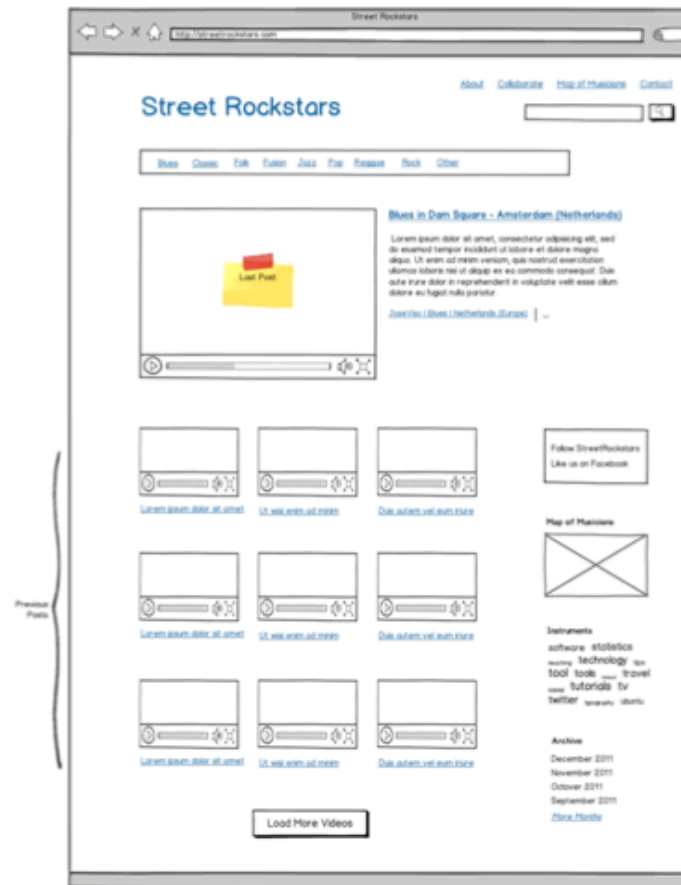 Street Rockstars
http://streetrockstars.com
About Collaborate Map of Musicians Contact
Street Rockstars
Blues Classic Folk Fusion Jazz Pop Reggae Rock Other
Last Post
Blues in Dam Square - Amsterdam (Netherlands)
Lorem ipsum dolor sit amet, consectetur adipisicing elit, sed
do eiusmod tempor incididunt ut labore et dolore magna
aliqua. Ut enim ad minim veniam, quis nostrud exercitation
ullamco laboris nisi ut aliquip ex ea commodo consequat. Duis
aute irure dolor in reprehenderit in voluptate velit esse cillum
dolore eu fugiat nulla pariatur.
| Blues | Netherlands (Europe) | ...
Previous
Posts
Lorem ipsum dolor sit amet Ut wisi enim ad minim Duis autem vel eum iriure
Lorem ipsum dolor sit amet Ut wisi enim ad minim Duis autem vel eum iriure
Lorem ipsum dolor sit amet Ut wisi enim ad minim Duis autem vel eum iriure
Load More Videos
Follow StreetRockstars
Like us on Facebook
Map of Musicians
Instruments
software statistics
teaching technology tips
tool tools travel
tutorials tv
twitter typography ubuntu
Archive
December 2011
November 2011
Octover 2011
September 2011
More Months